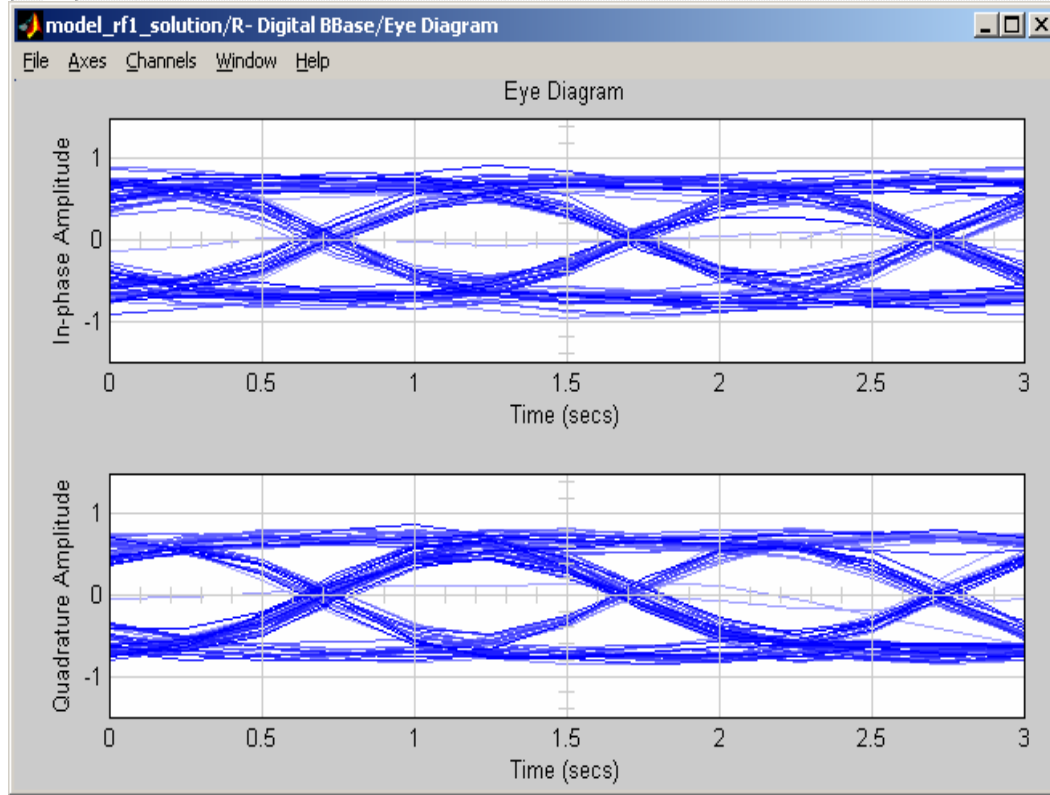 model_rf1_solution/R- Digital BBase/Eye Diagram
File Axes Channels Window Help
Eye Diagram
In-phase Amplitude
1
0
-1
0 0.5 1 1.5 2 2.5 3
Time (secs)
Quadrature Amplitude
1
0
-1
0 0.5 1 1.5 2 2.5 3
Time (secs)